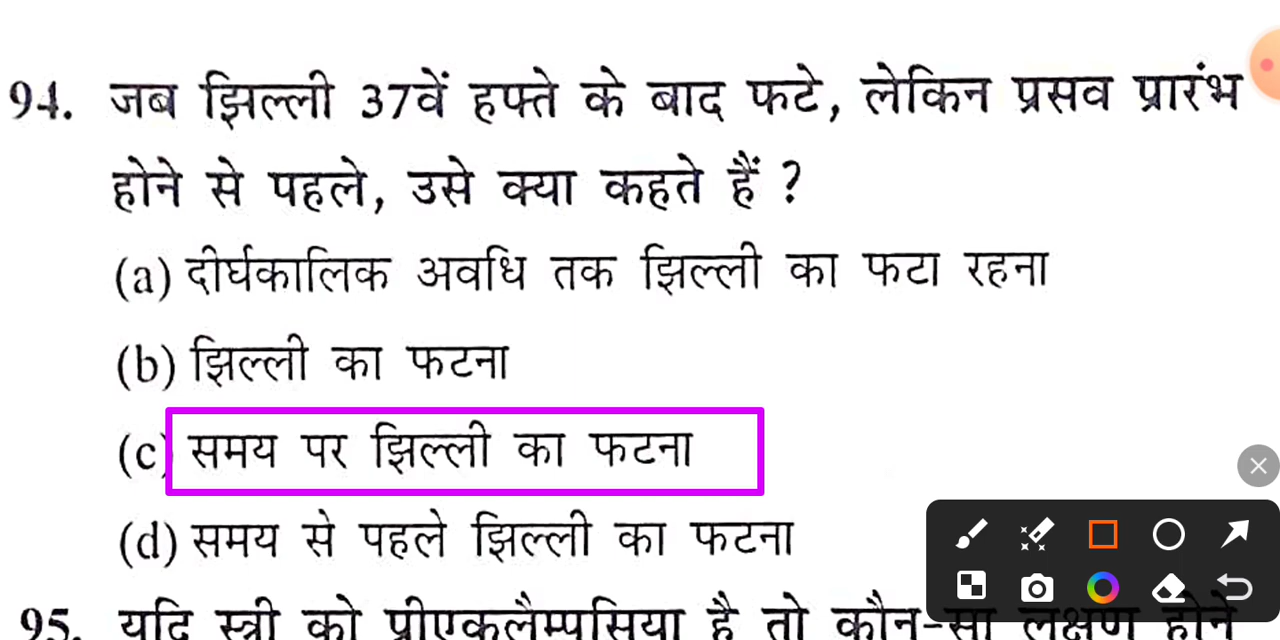 94. जब झिल्ली 37वें हफ्ते के बाद फटे, लेकिन प्रसव प्रारंभ
होने से पहले, उसे क्या कहते हैं ?
(a) दीर्घकालिक अवधि तक झिल्ली का फटा रहना
(b) झिल्ली का फटना
(c) समय पर झिल्ली का फटना
(d) समय से पहले झिल्ली का फटना
95. यदि स्त्री को प्रीएकलैम्पसिया है तो कौन-सा लक्षण होने